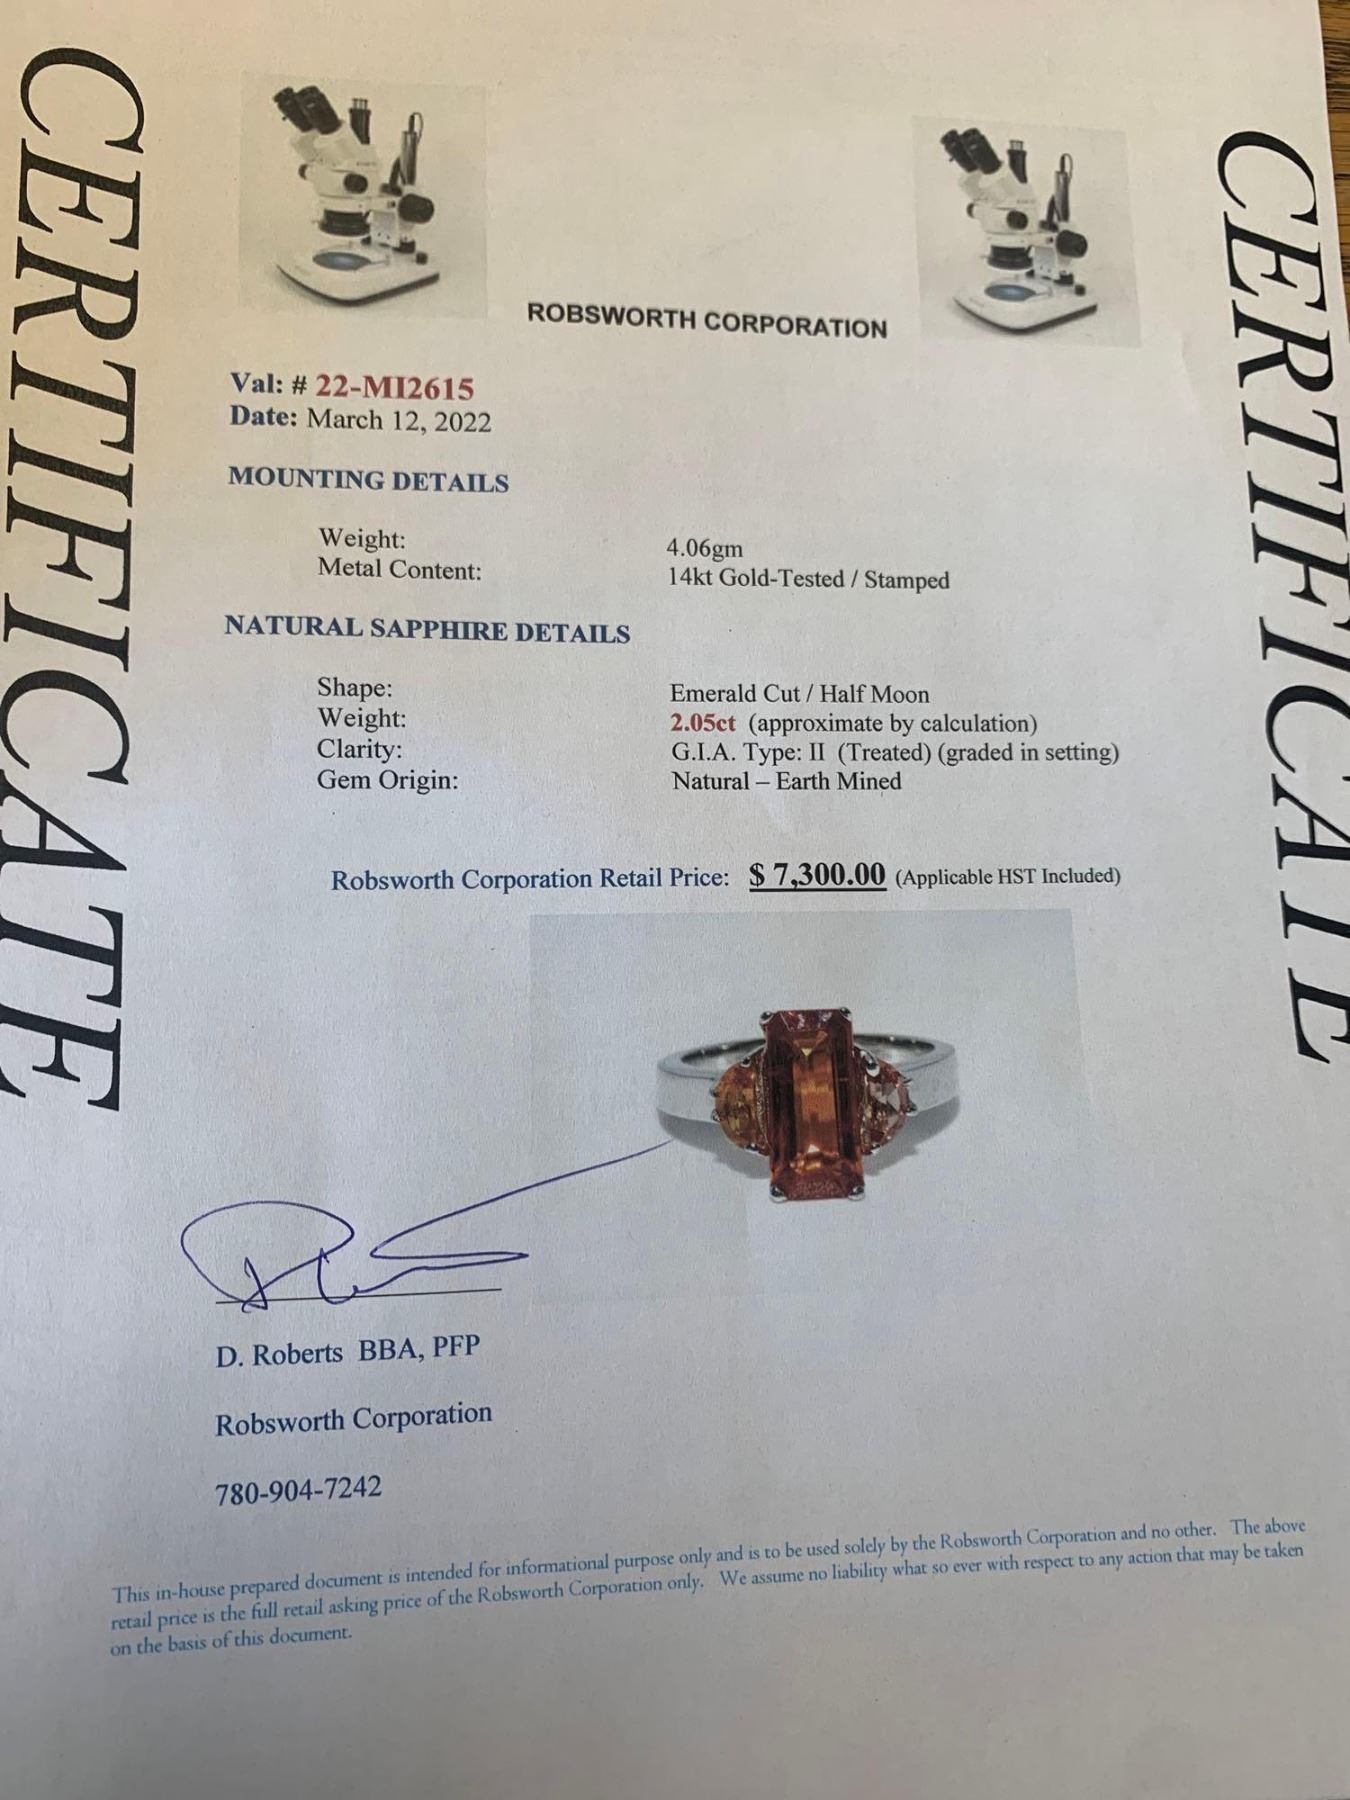 CERTIFICATE
CERTIFICATE
ROBSWORTH CORPORATION
Val: # 22-MI2615
Date: March 12, 2022
MOUNTING DETAILS
Weight: 4.06gm
Metal Content: 14kt Gold-Tested / Stamped
NATURAL SAPPHIRE DETAILS
Shape: Emerald Cut / Half Moon
Weight: 2.05ct (approximate by calculation)
Clarity: G.I.A. Type: II (Treated) (graded in setting)
Gem Origin: Natural – Earth Mined
Robsworth Corporation Retail Price: $ 7,300.00 (Applicable HST Included)
D. Roberts BBA, PFP
Robsworth Corporation
780-904-7242
This in-house prepared document is intended for informational purpose only and is to be used solely by the Robsworth Corporation and no other. The above
retail price is the full retail asking price of the Robsworth Corporation only. We assume no liability what so ever with respect to any action that may be taken
on the basis of this document.